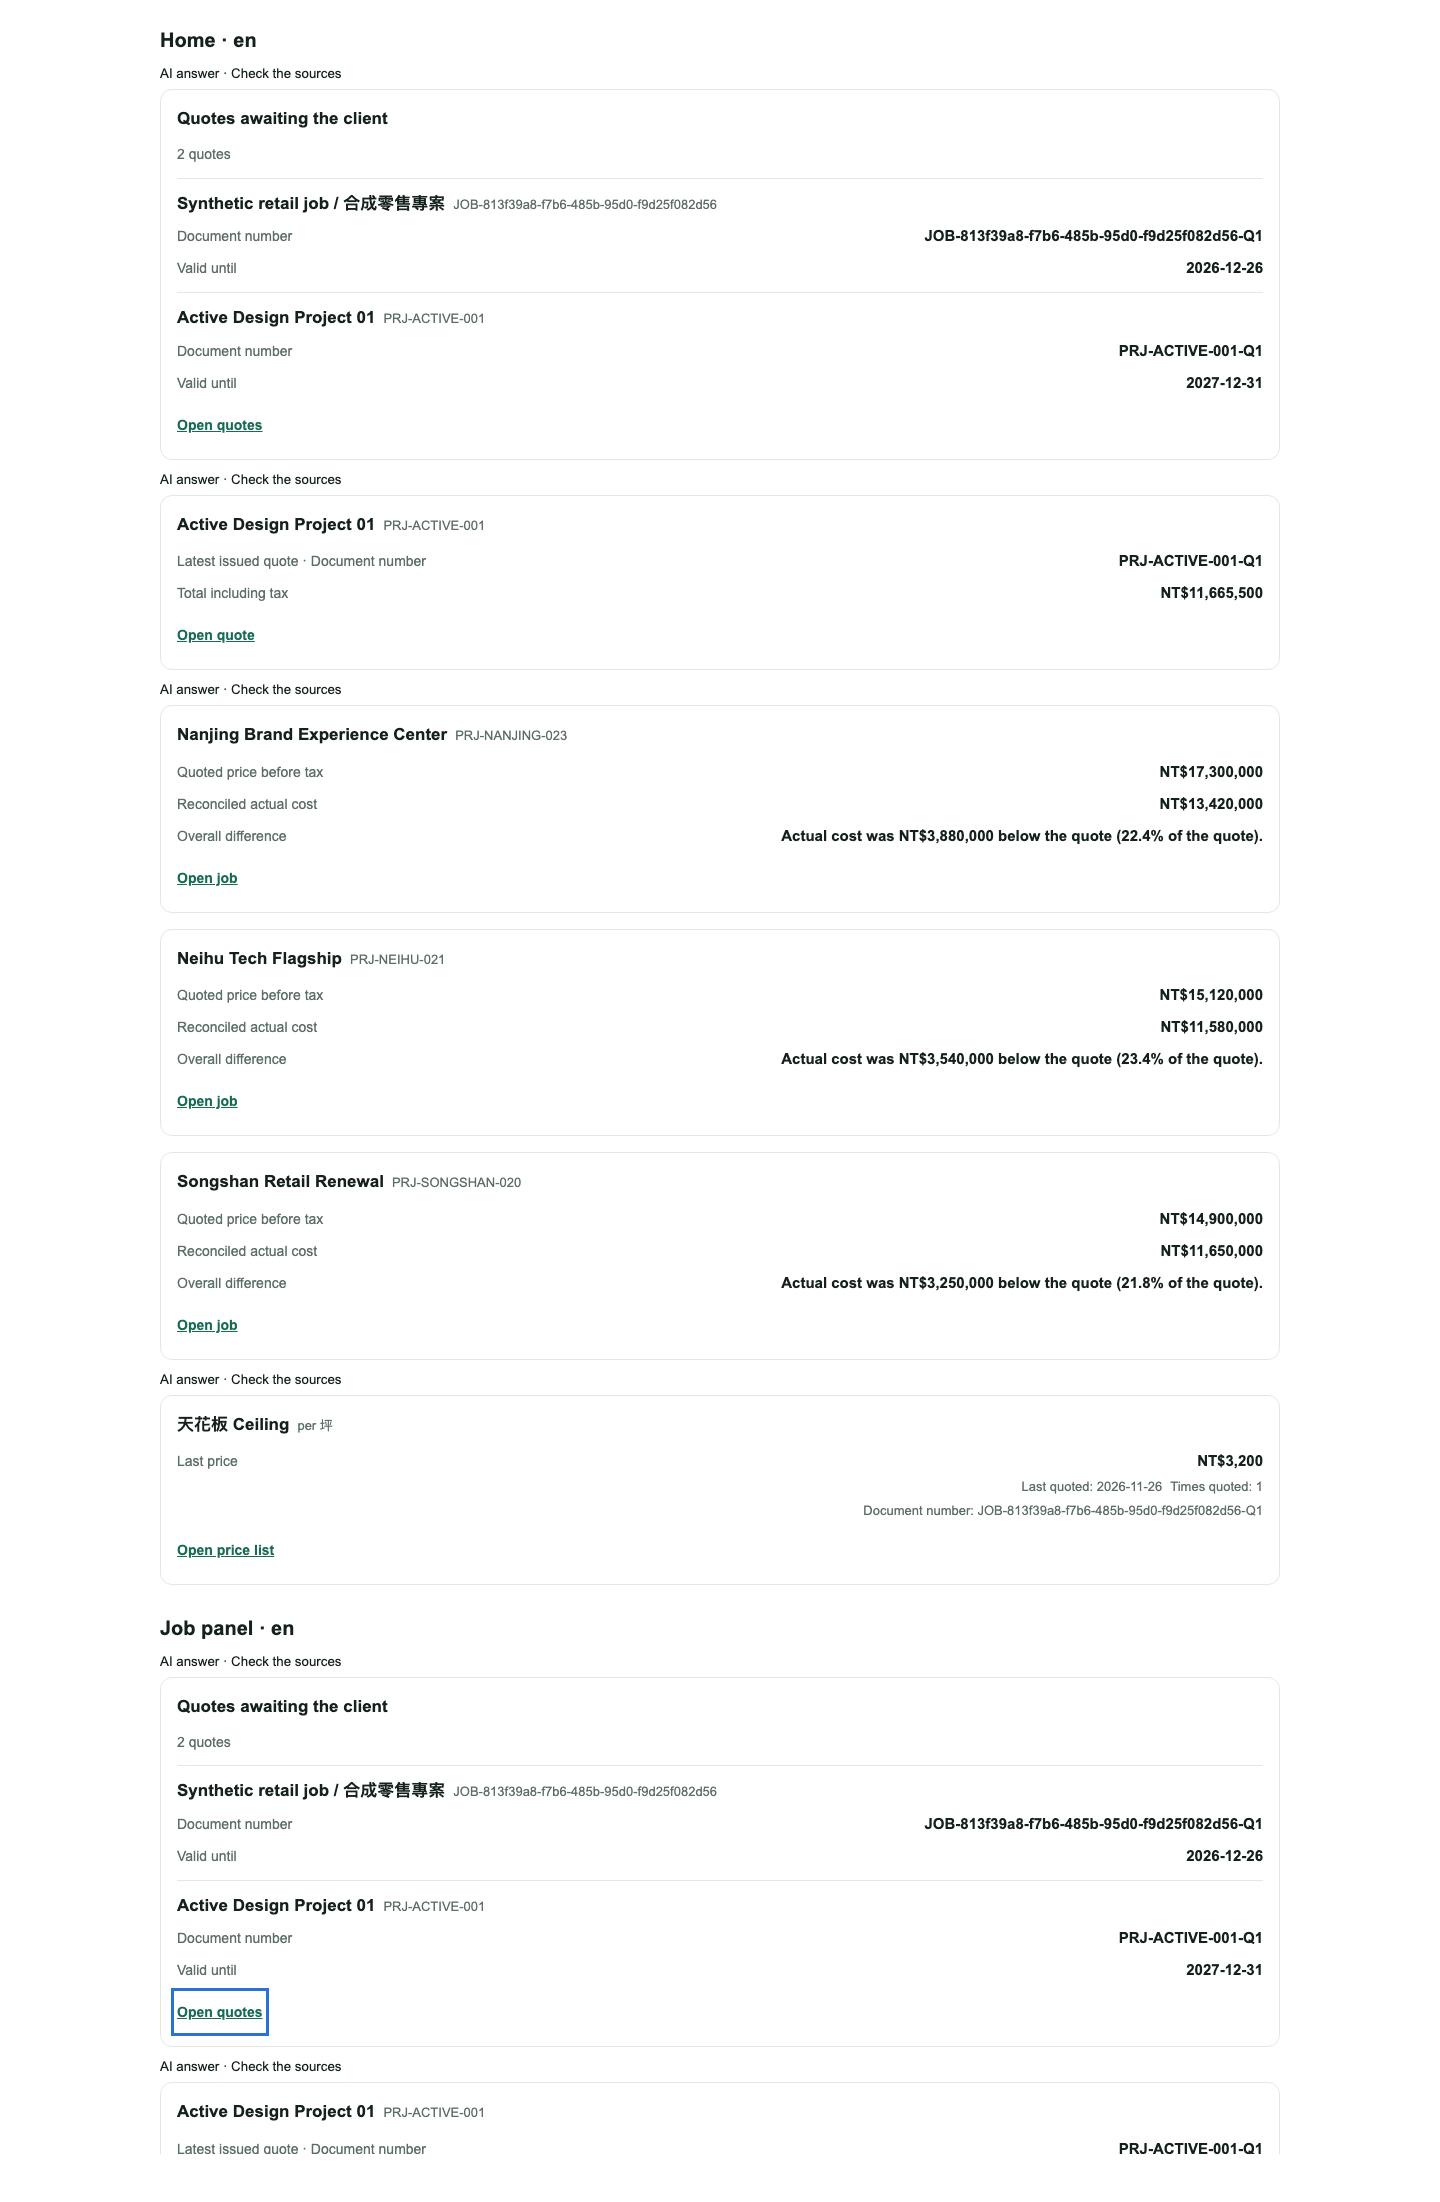 Home · en
AI answer · Check the sources
Quotes awaiting the client
2 quotes
Synthetic retail job / 合成零售專案 JOB-813f39a8-f7b6-485b-95d0-f9d25f082d56
Document number JOB-813f39a8-f7b6-485b-95d0-f9d25f082d56-Q1
Valid until 2026-12-26
Active Design Project 01 PRJ-ACTIVE-001
Document number PRJ-ACTIVE-001-Q1
Valid until 2027-12-31
Open quotes
AI answer · Check the sources
Active Design Project 01 PRJ-ACTIVE-001
Latest issued quote · Document number PRJ-ACTIVE-001-Q1
Total including tax NT$11,665,500
Open quote
AI answer · Check the sources
Nanjing Brand Experience Center PRJ-NANJING-023
Quoted price before tax NT$17,300,000
Reconciled actual cost NT$13,420,000
Overall difference Actual cost was NT$3,880,000 below the quote (22.4% of the quote).
Open job
Neihu Tech Flagship PRJ-NEIHU-021
Quoted price before tax NT$15,120,000
Reconciled actual cost NT$11,580,000
Overall difference Actual cost was NT$3,540,000 below the quote (23.4% of the quote).
Open job
Songshan Retail Renewal PRJ-SONGSHAN-020
Quoted price before tax NT$14,900,000
Reconciled actual cost NT$11,650,000
Overall difference Actual cost was NT$3,250,000 below the quote (21.8% of the quote).
Open job
AI answer · Check the sources
天花板 Ceiling per 坪
Last price NT$3,200
Last quoted: 2026-11-26 Times quoted: 1
Document number: JOB-813f39a8-f7b6-485b-95d0-f9d25f082d56-Q1
Open price list
Job panel · en
AI answer · Check the sources
Quotes awaiting the client
2 quotes
Synthetic retail job / 合成零售專案 JOB-813f39a8-f7b6-485b-95d0-f9d25f082d56
Document number JOB-813f39a8-f7b6-485b-95d0-f9d25f082d56-Q1
Valid until 2026-12-26
Active Design Project 01 PRJ-ACTIVE-001
Document number PRJ-ACTIVE-001-Q1
Valid until 2027-12-31
Open quotes
AI answer · Check the sources
Active Design Project 01 PRJ-ACTIVE-001
Latest issued quote · Document number PRJ-ACTIVE-001-Q1